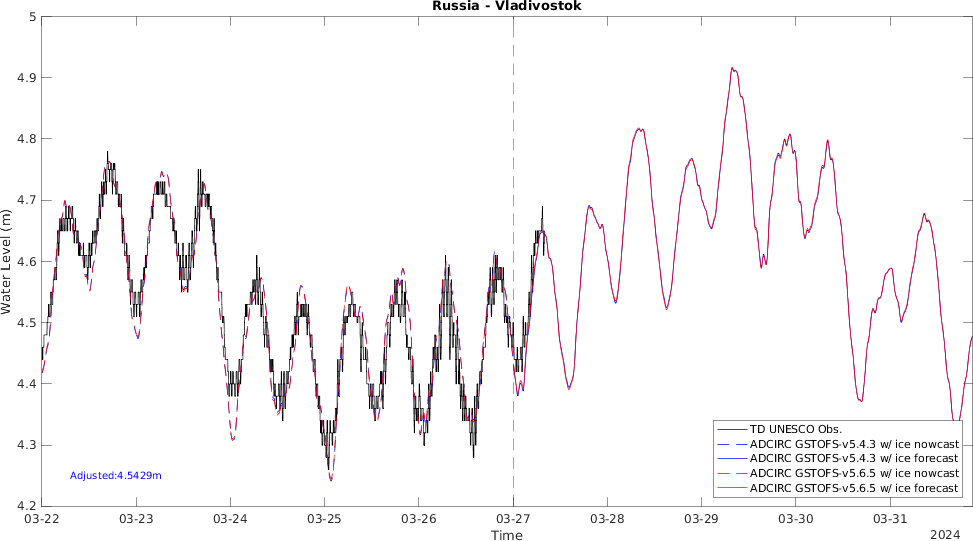 Russia - Vladivostok
5
4.9
4.8
4.7
4.6
4.5
4.4
4.3
4.2
Water Level (m)
Adjusted:4.5429m
TD UNESCO Obs.
ADCIRC GSTOFS-v5.4.3 w/ ice nowcast
ADCIRC GSTOFS-v5.4.3 w/ ice forecast
ADCIRC GSTOFS-v5.6.5 w/ ice nowcast
ADCIRC GSTOFS-v5.6.5 w/ ice forecast
03-22 03-23 03-24 03-25 03-26 03-27 03-28 03-29 03-30 03-31
Time
2024